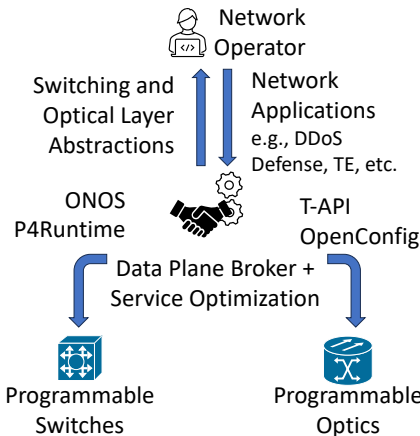 Network
Operator
Switching and
Optical Layer
Abstractions
Network
Applications
e.g., DDoS
Defense, TE, etc.
ONOS
P4Runtime
T-API
OpenConfig
Data Plane Broker +
Service Optimization
Programmable
Switches
Programmable
Optics